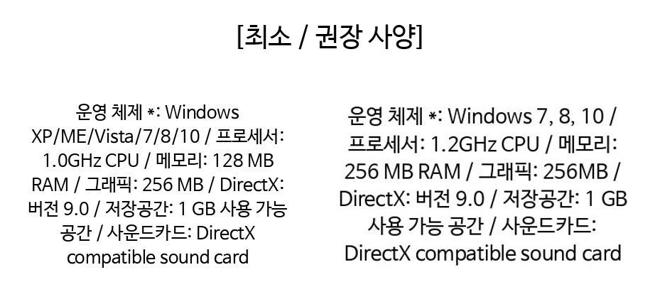 [최소 / 권장 사양]
운영 체제 *: Windows
XP/ME/Vista/7/8/10 / 프로세서:
1.0GHz CPU / 메모리: 128 MB
RAM / 그래픽: 256 MB / DirectX:
버전 9.0 / 저장공간: 1 GB 사용 가능
공간 / 사운드카드: DirectX
compatible sound card
운영 체제 *: Windows 7, 8, 10 /
프로세서: 1.2GHz CPU / 메모리:
256 MB RAM / 그래픽: 256MB /
DirectX: 버전 9.0 / 저장공간: 1 GB
사용 가능 공간 / 사운드카드:
DirectX compatible sound card